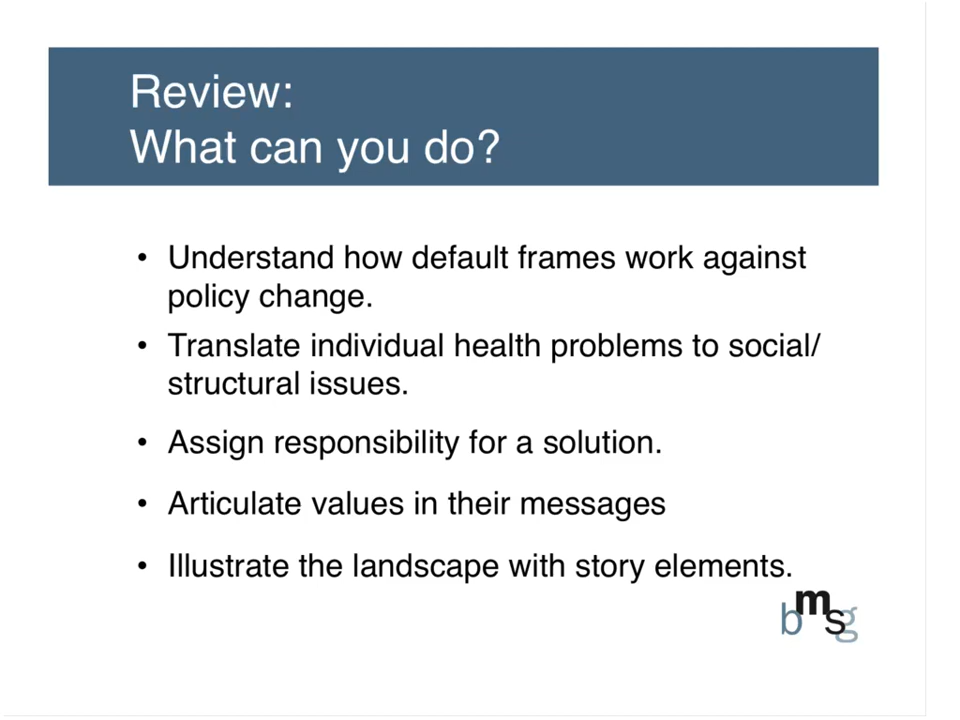 Review:
What can you do?
• Understand how default frames work against
policy change.
• Translate individual health problems to social/
structural issues.
• Assign responsibility for a solution.
• Articulate values in their messages
• Illustrate the landscape with story elements.
bmsg